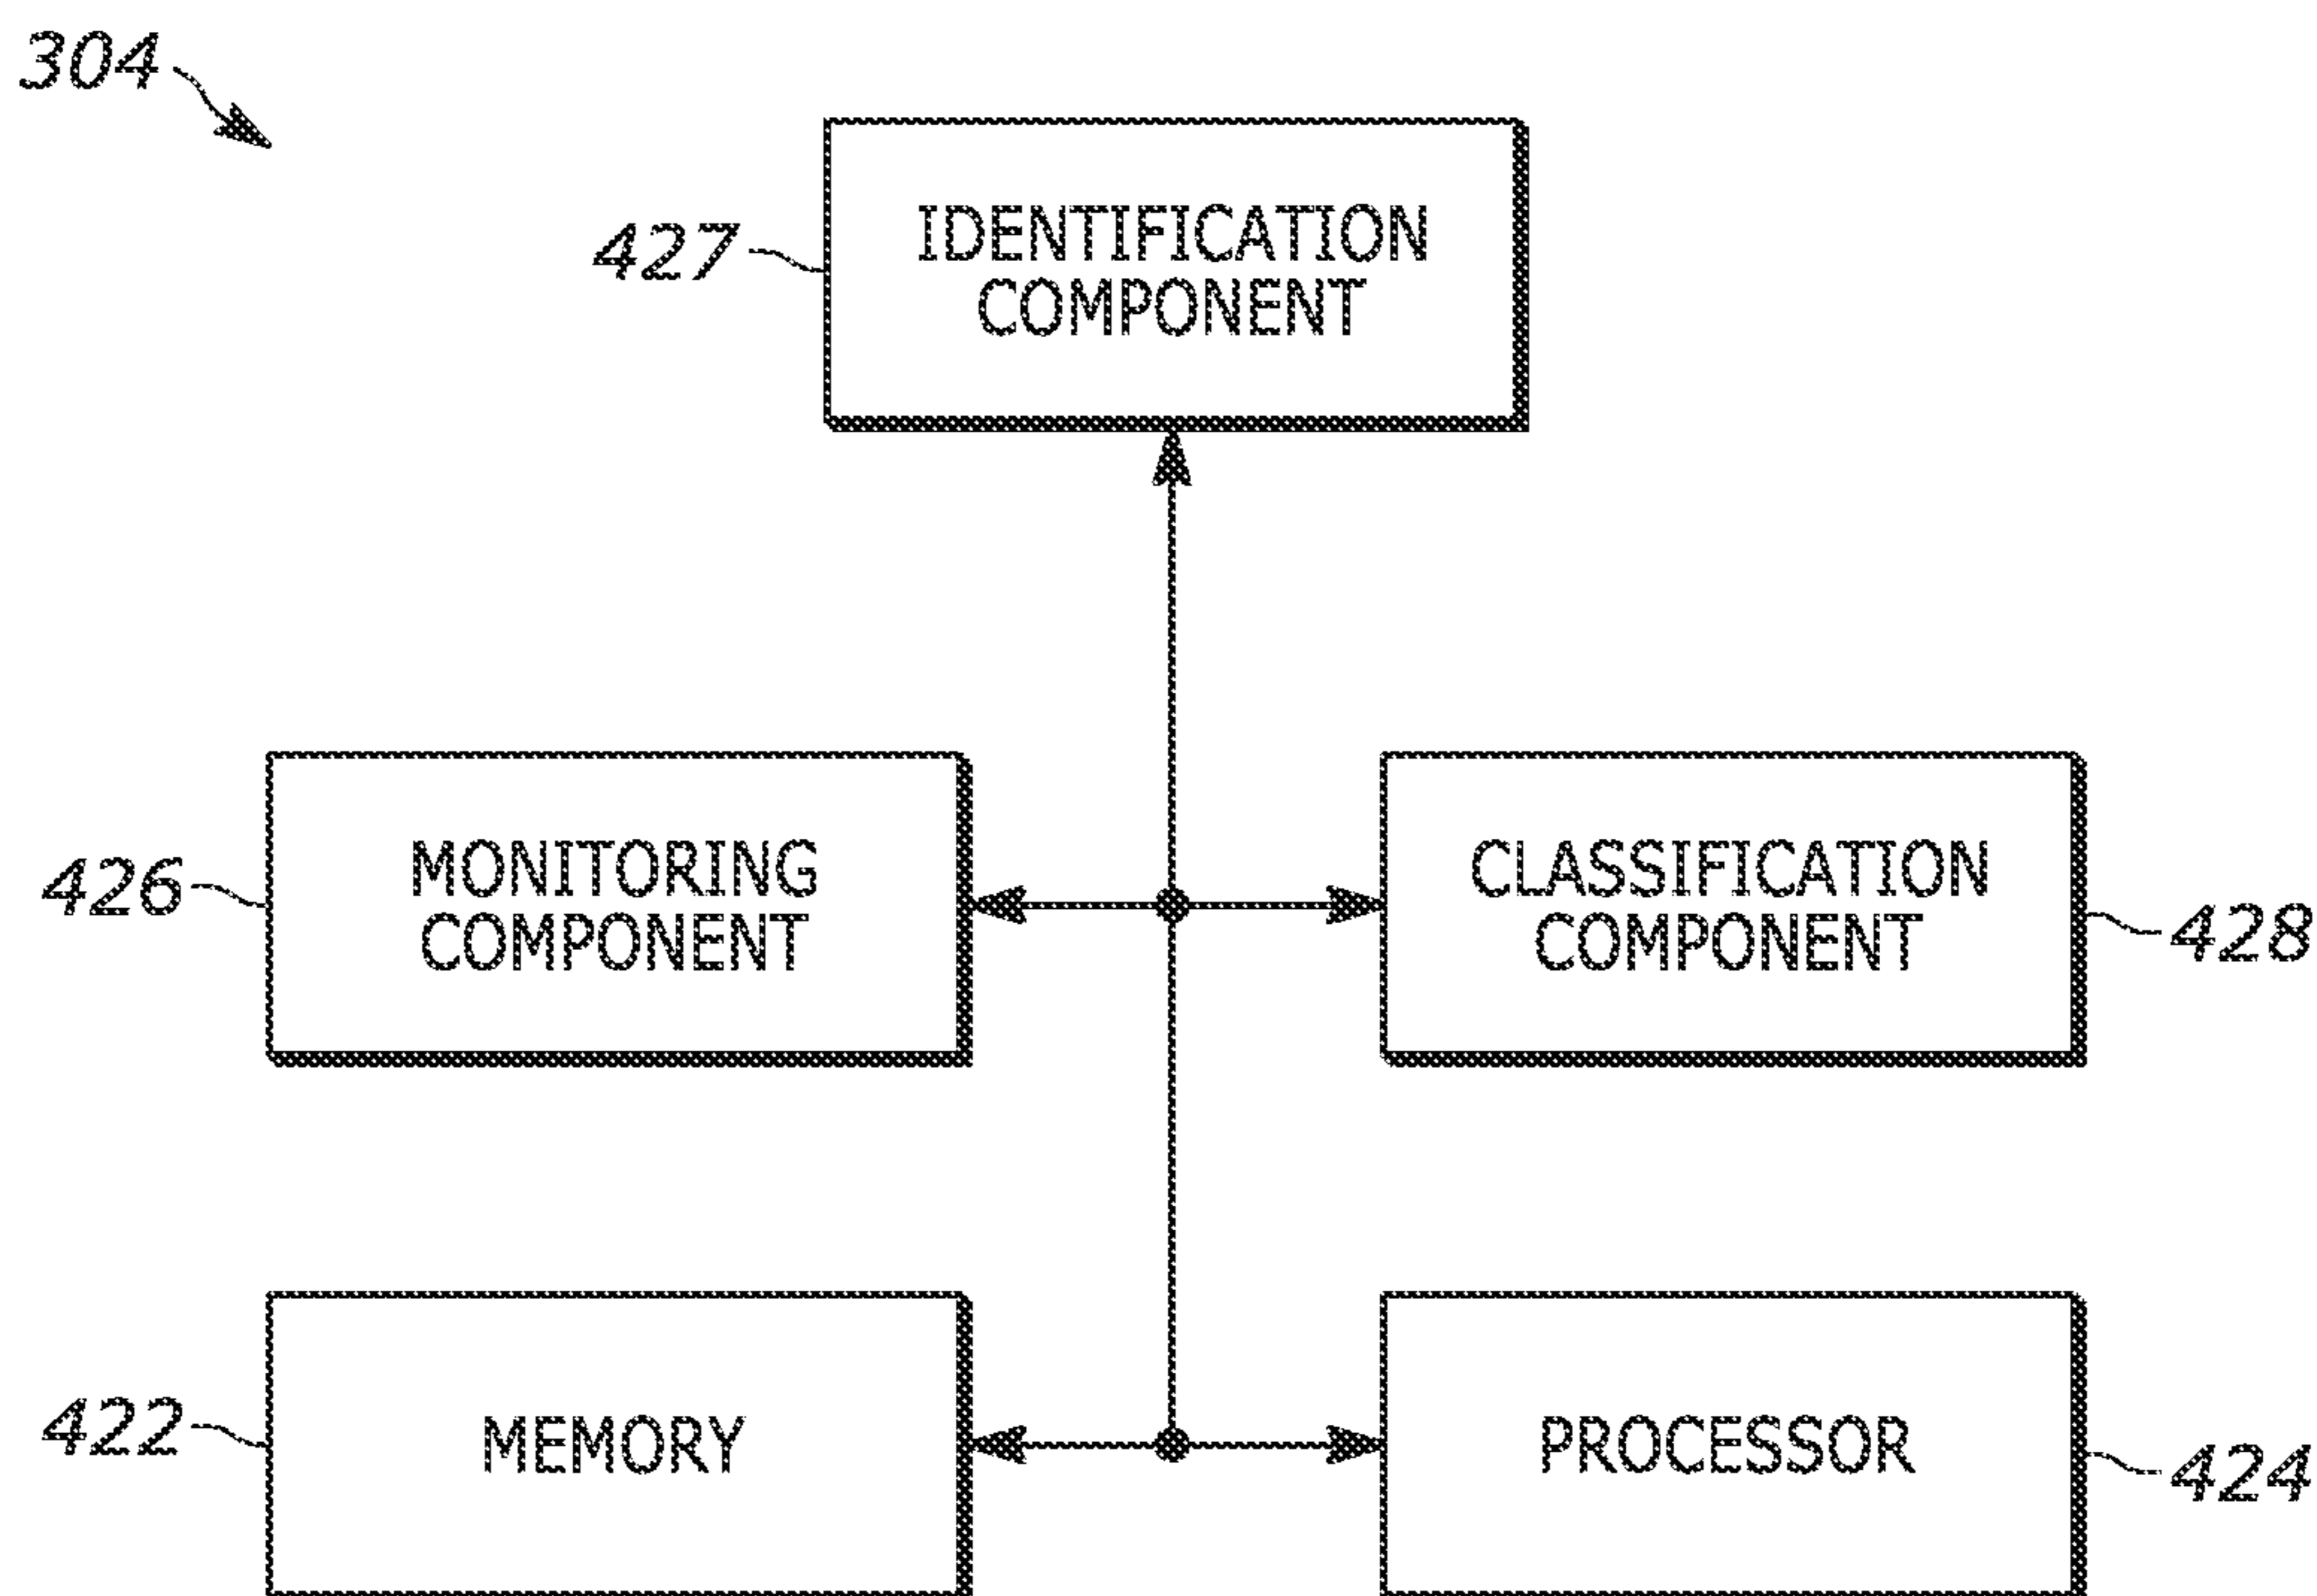 304
427
IDENTIFICATION
COMPONENT
426
MONITORING
COMPONENT
CLASSIFICATION
COMPONENT
428
422
MEMORY
PROCESSOR
424